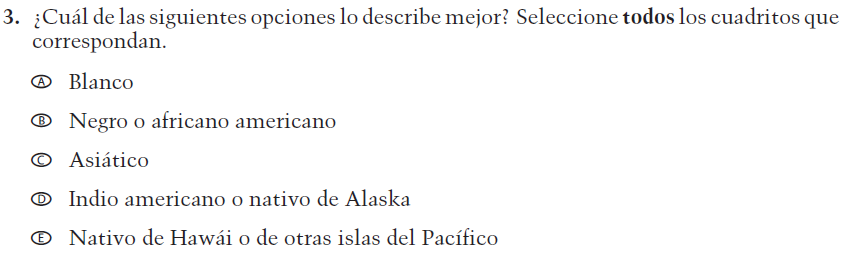 3. ¿Cuál de las siguientes opciones lo describe mejor? Seleccione todos los cuadritos que
correspondan.
A Blanco
B Negro o africano americano
C Asiático
D Indio americano o nativo de Alaska
E Nativo de Hawái o de otras islas del Pacífico